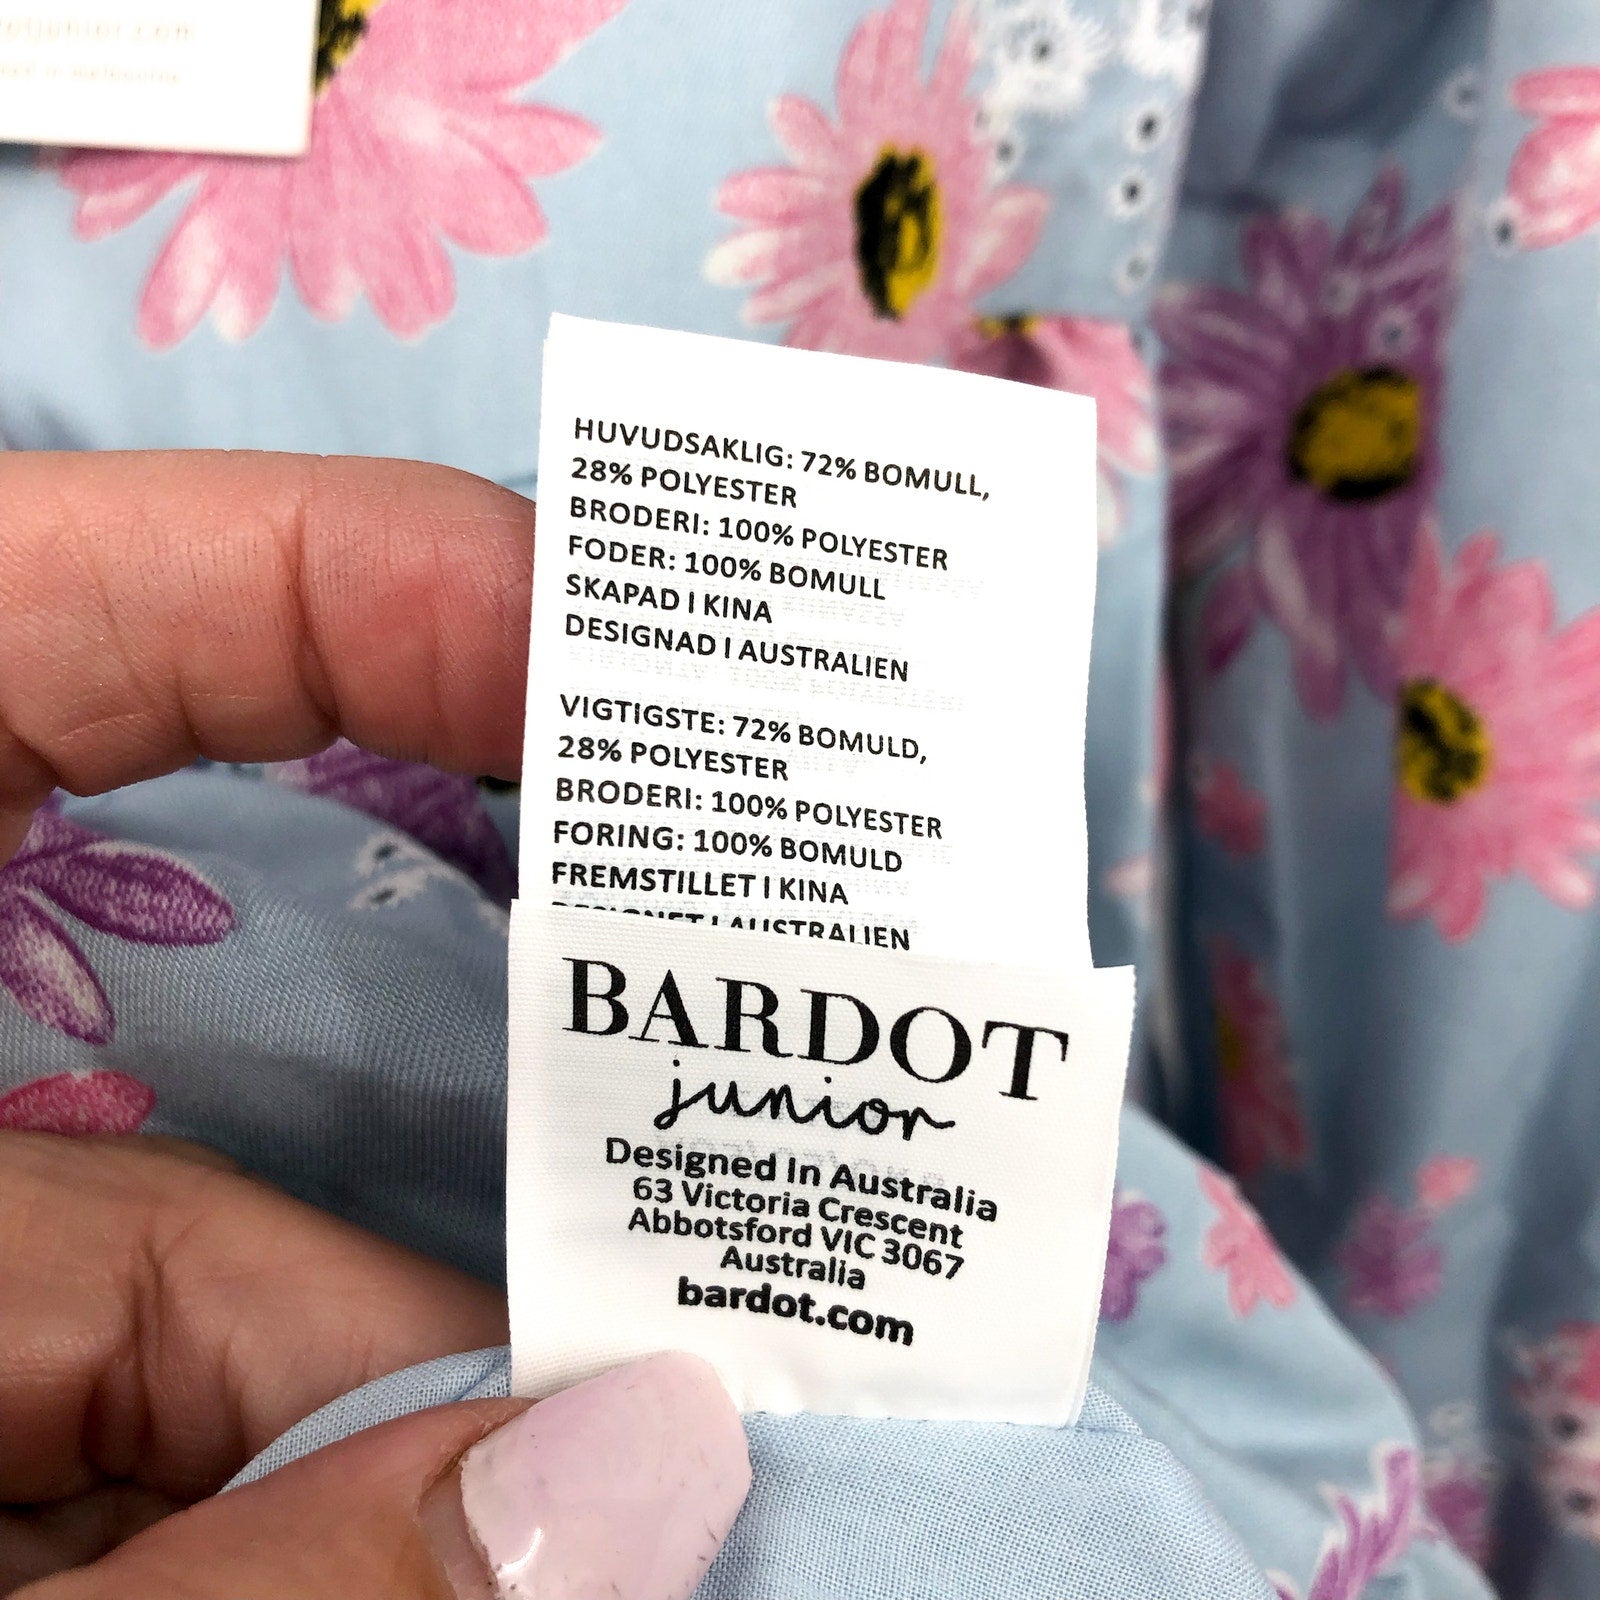 HUVUDSAKLIG: 72% BOMULL,
28% POLYESTER
BRODERI: 100% POLYESTER
FODER: 100% BOMULL
SKAPAD I KINA
DESIGNAD I AUSTRALIEN
VIGTIGSTE: 72% BOMULD,
28% POLYESTER
BRODERI: 100% POLYESTER
FORING: 100% BOMULD
FREMSTILLET I KINA
DESIGNET I AUSTRALIEN
BARDOT
junior
Designed In Australia
63 Victoria Crescent
Abbotsford VIC 3067
Australia
bardot.com